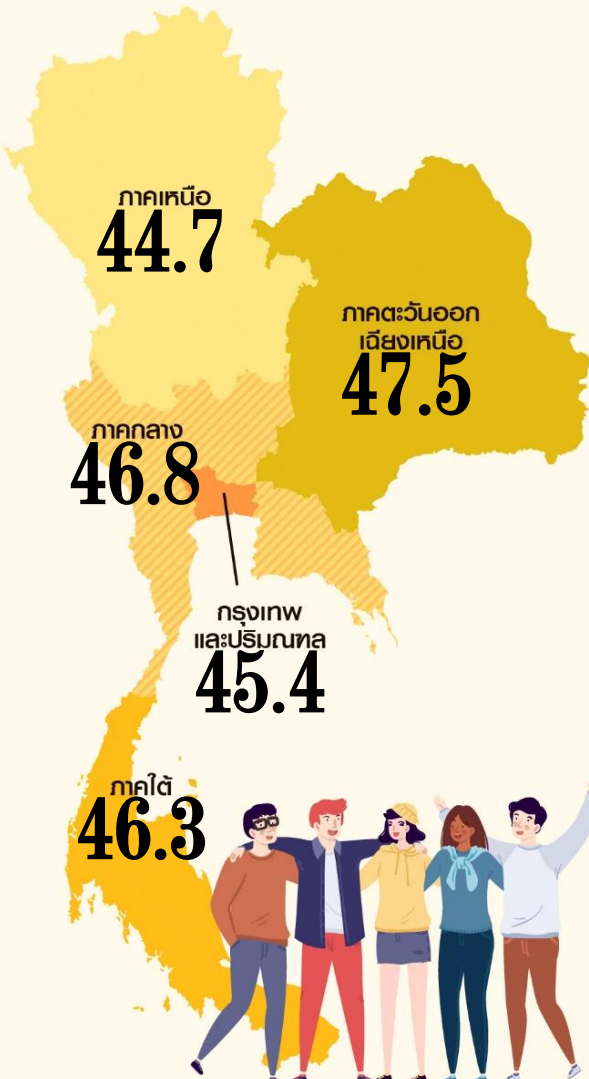 ภาคเหนือ
44.7
ภาคตะวันออก
เฉียงเหนือ
47.5
ภาคกลาง
46.8
กรุงเทพ
และปริมณฑล
45.4
ภาคใต้
46.3